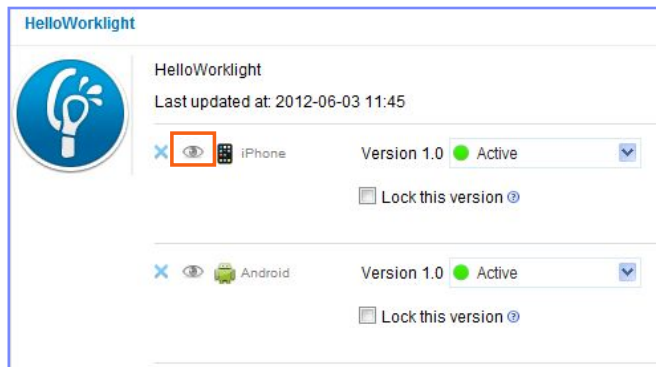 HelloWorklight
HelloWorklight
Last updated at: 2012-06-03 11:45
iPhone Version 1.0 Active
Lock this version
Android Version 1.0 Active
Lock this version